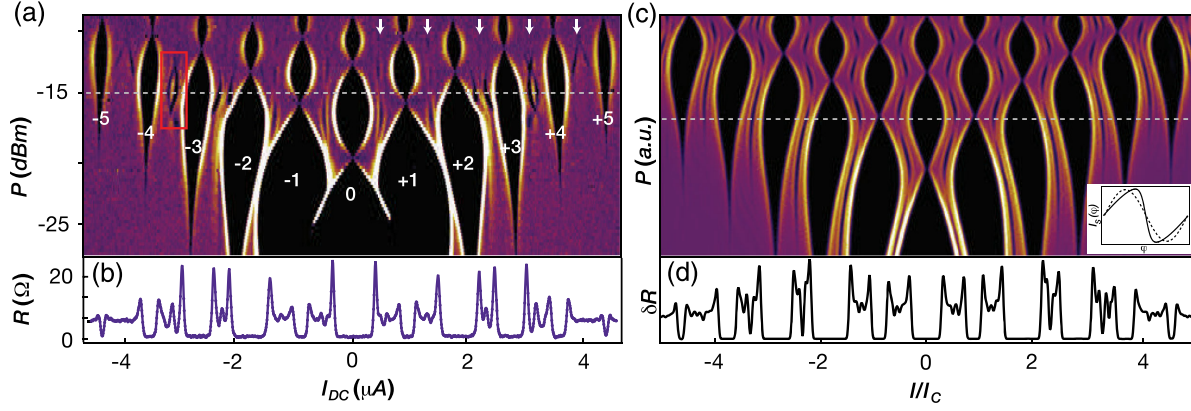 (a)
P (dBm)
-15
-25
-5
-4
-3
-2
-1
0
+1
+2
+3
+4
+5
(b)
R (Ω)
20
0
-4
-2
0
2
4
I_DC (μA)
(c)
P (a.u.)
I_S (φ)
φ
(d)
δR
-4
-2
0
2
4
I/I_C